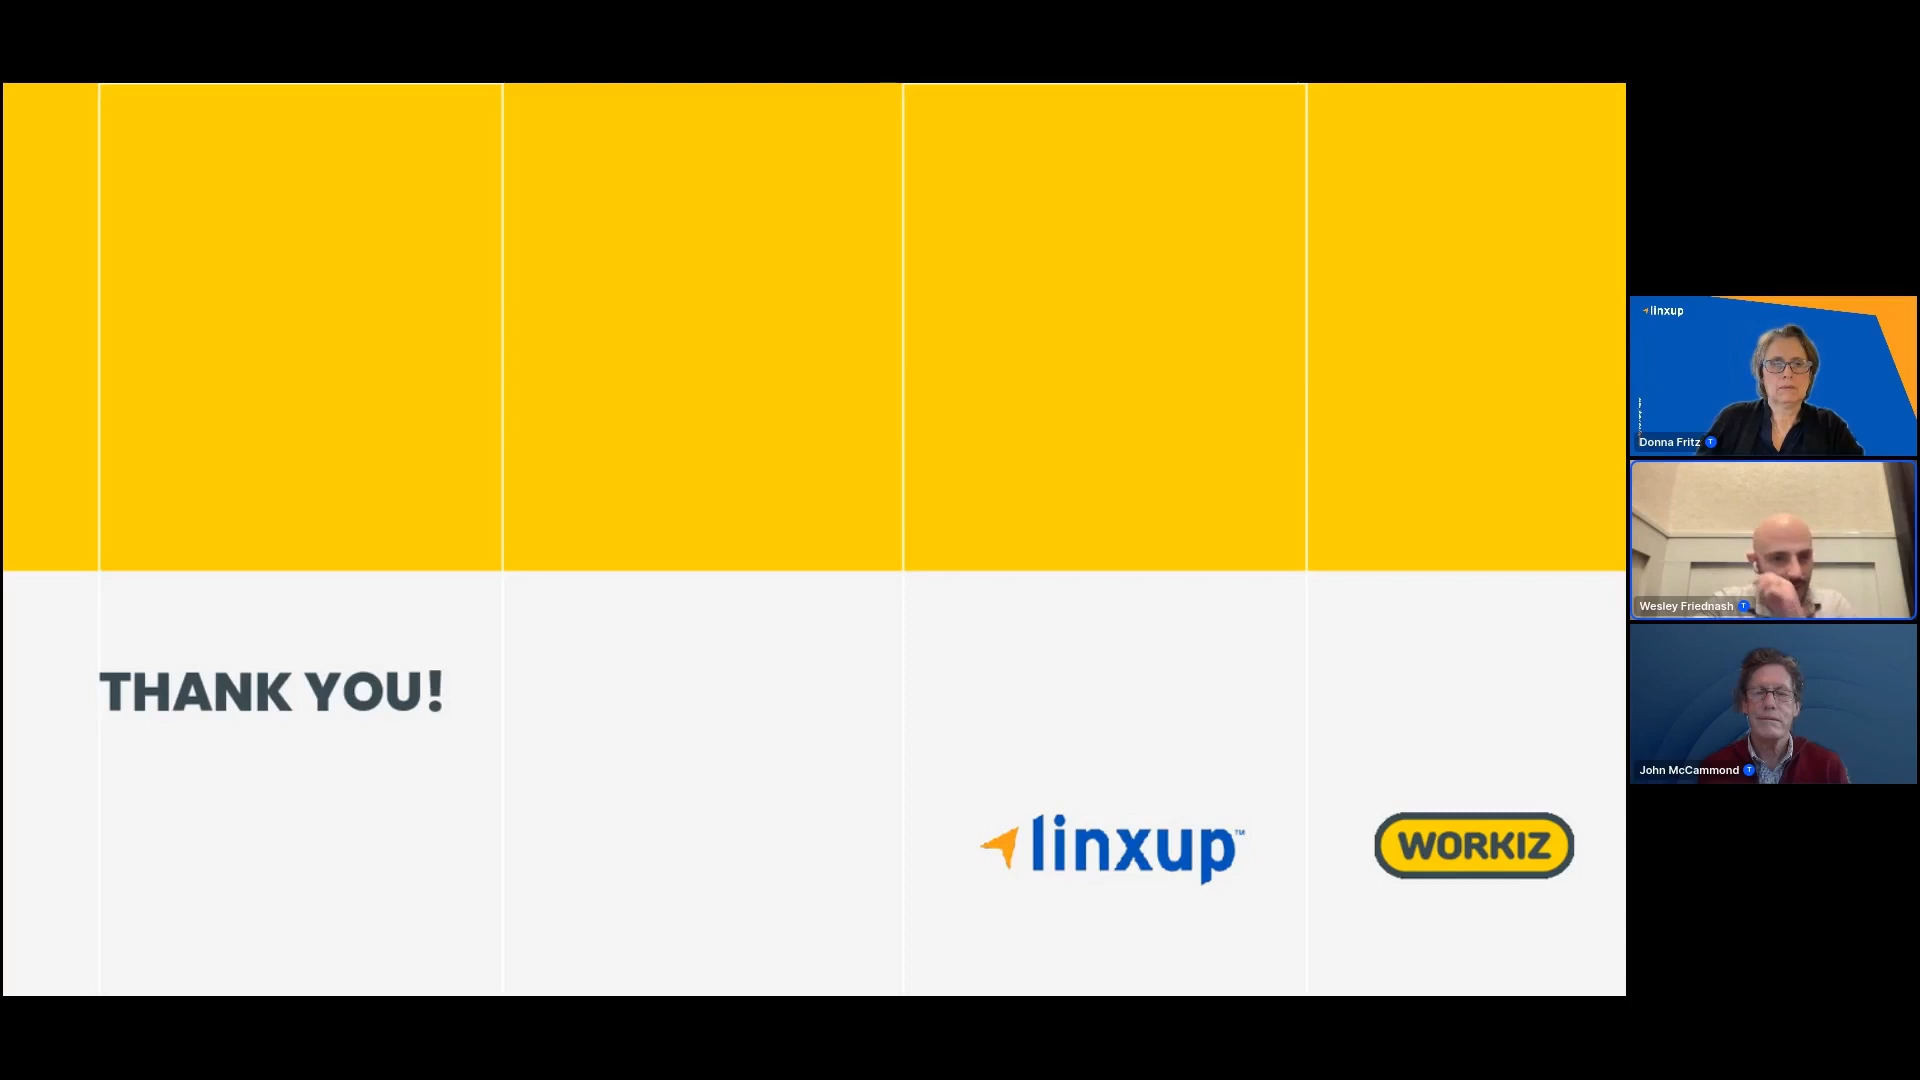 THANK YOU!
linxup™
WORKIZ
linxup
Donna Fritz T
Wesley Friednash T
John McCammond T